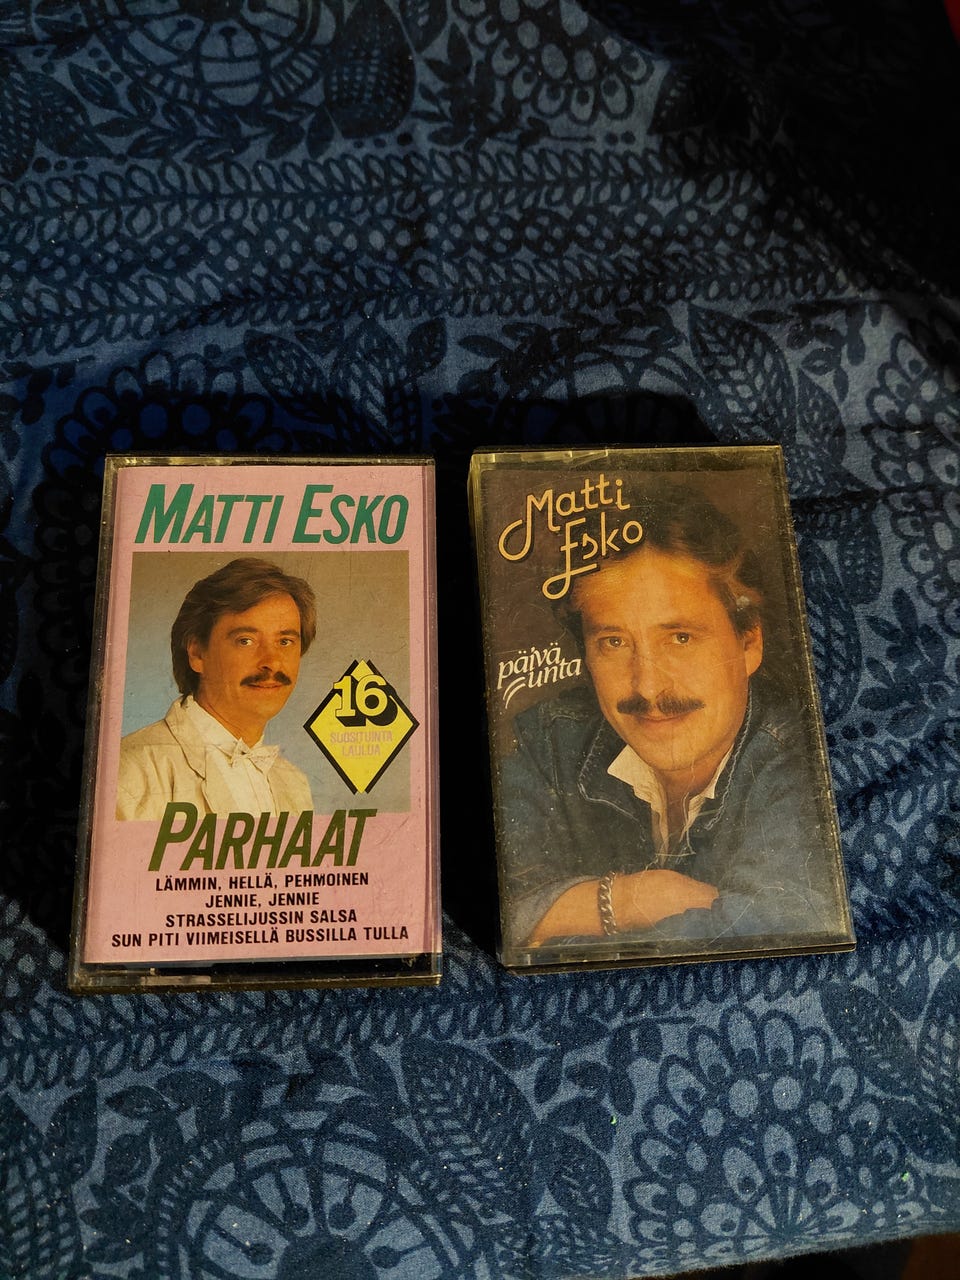 MATTI ESKO
16
SUOSITUINTA
LAULUA
PARHAAT
LÄMMIN, HELLÄ, PEHMOINEN
JENNIE, JENNIE
STRASSELIJUSSIN SALSA
SUN PITI VIIMEISELLÄ BUSSILLA TULLA
Matti
Esko
päivä
unta